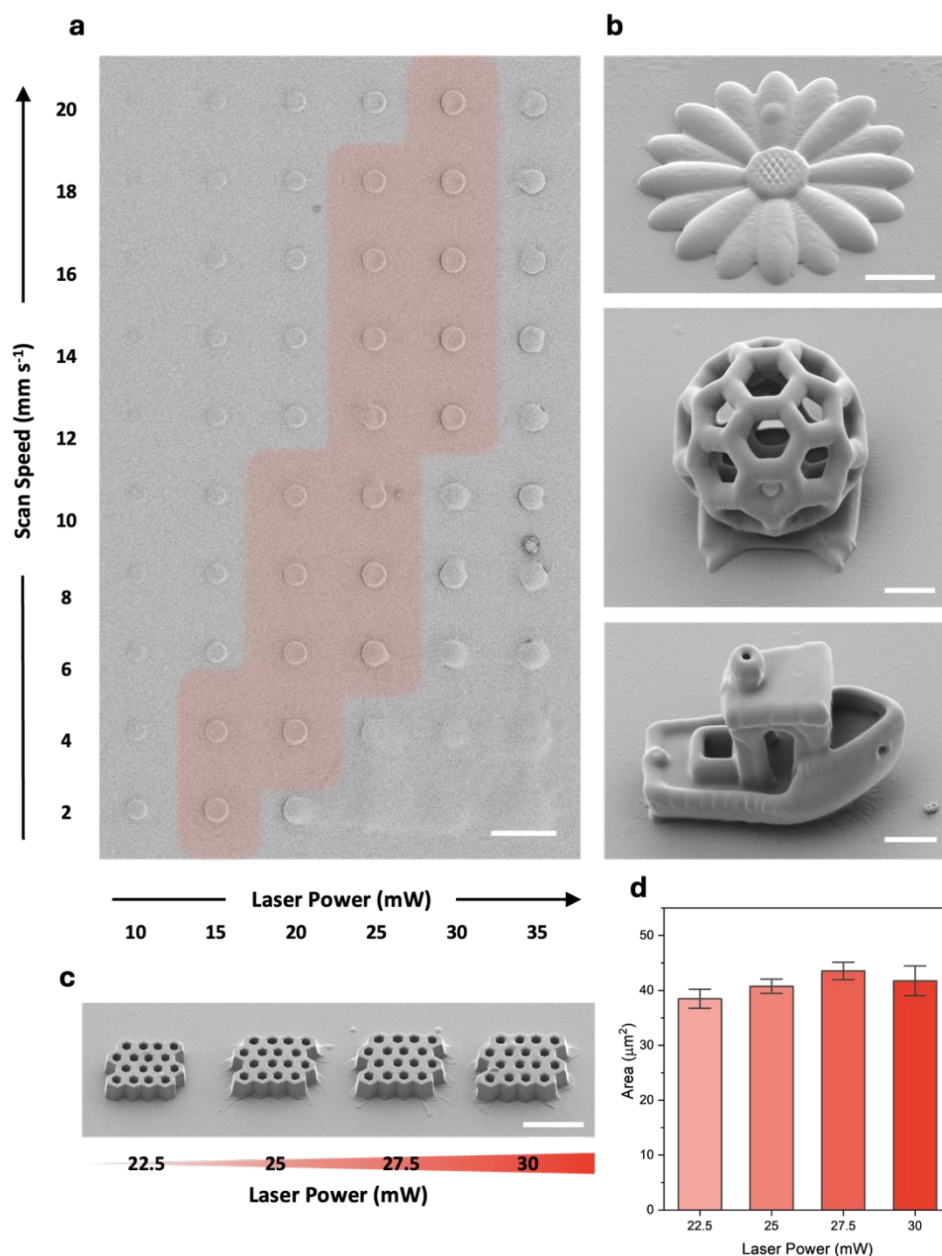 a
b
Scan Speed (mm s⁻¹)
20
18
16
14
12
10
8
6
4
2
Laser Power (mW)
10 15 20 25 30 35
c
22.5 25 27.5 30
Laser Power (mW)
d
Area (μm²)
50
40
30
20
10
0
22.5 25 27.5 30
Laser Power (mW)